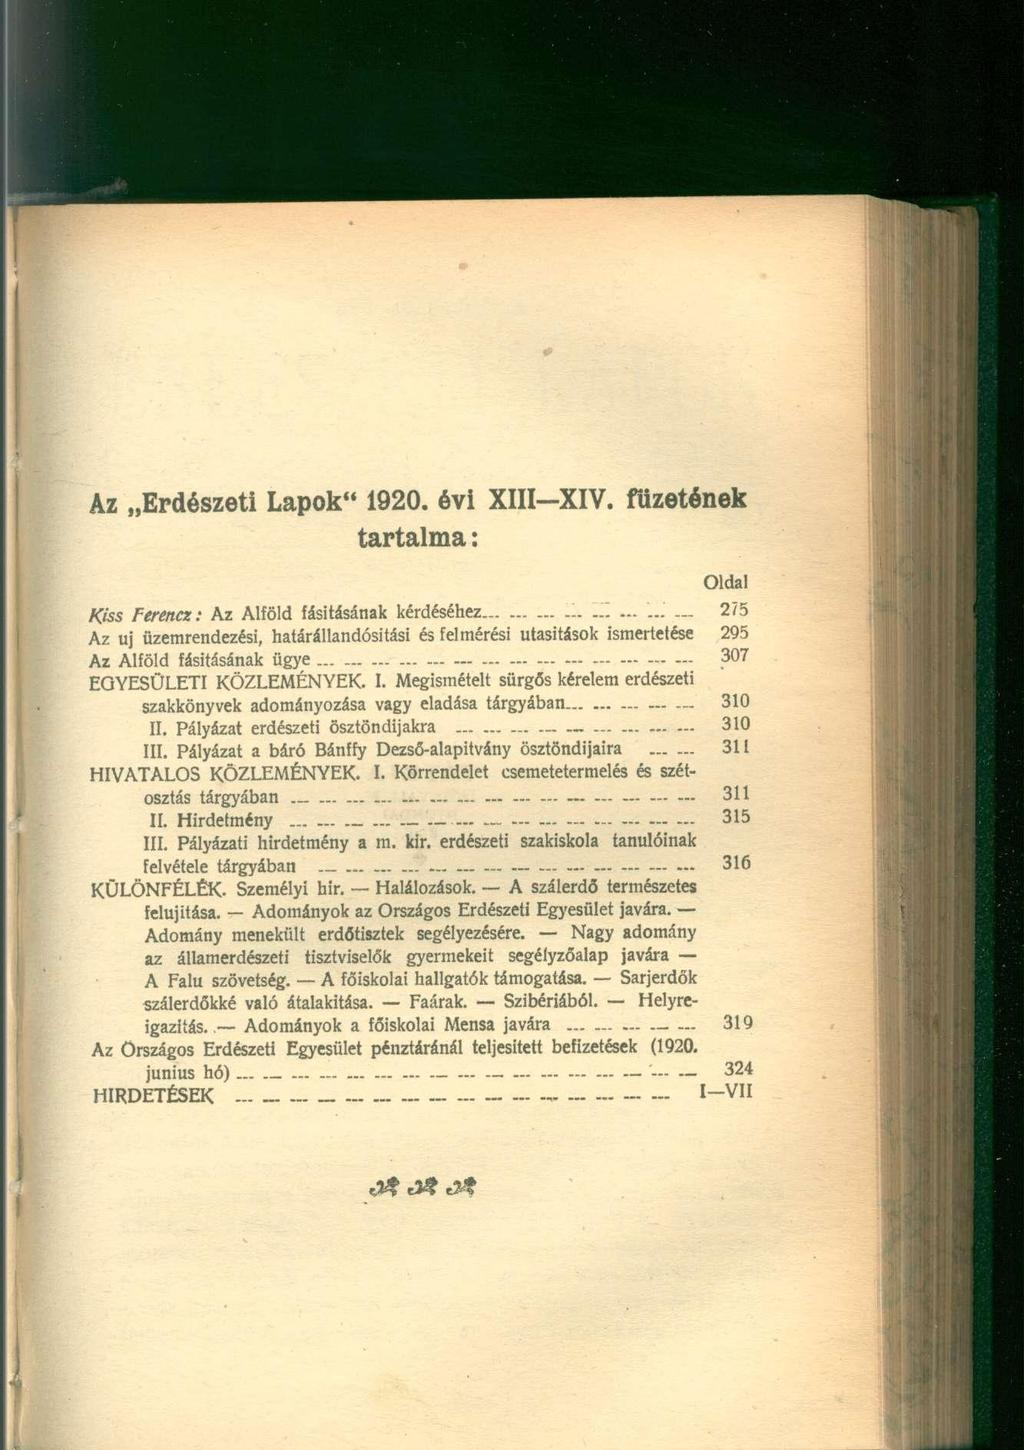 Az „Erdészeti Lapok“ 1920. évi XIII—XIV. füzetének
tartalma:
Oldal
Kiss Ferencz: Az Alföld fásitásának kérdéséhez 275
Az uj üzemrendezési, határállandósitási és felmérési utasitások ismertetése 295
Az Alföld fásitásának ügye 307
EGYESÜLETI KÖZLEMÉNYEK. I. Megismételt sürgős kérelem erdészeti
szakkönyvek adományozása vagy eladása tárgyában 310
II. Pályázat erdészeti ösztöndijakra 310
III. Pályázat a báró Bánffy Dezső-alapitvány ösztöndijaira 311
HIVATALOS KÖZLEMÉNYEK. I. Körrendelet csemetetermelés és szét-
osztás tárgyában 311
II. Hirdetmény 315
III. Pályázati hirdetmény a m. kir. erdészeti szakiskola tanulóinak
felvétele tárgyában 316
KÜLÖNFÉLÉK. Személyi hir. — Halálozások. — A szálerdő természetes
felujitása. — Adományok az Országos Erdészeti Egyesület javára. —
Adomány menekült erdőtisztek segélyezésére. — Nagy adomány
az államerdészeti tisztviselők gyermekeit segélyzőalap javára —
A Falu szövetség. — A főiskolai hallgatók támogatása. — Sarjerdők
szálerdőkké való átalakitása. — Faárak. — Szibériából. — Helyre-
igazitás. — Adományok a főiskolai Mensa javára 319
Az Országos Erdészeti Egyesület pénztáránál teljesitett befizetések (1920.
junius hó) 324
HIRDETÉSEK I—VII